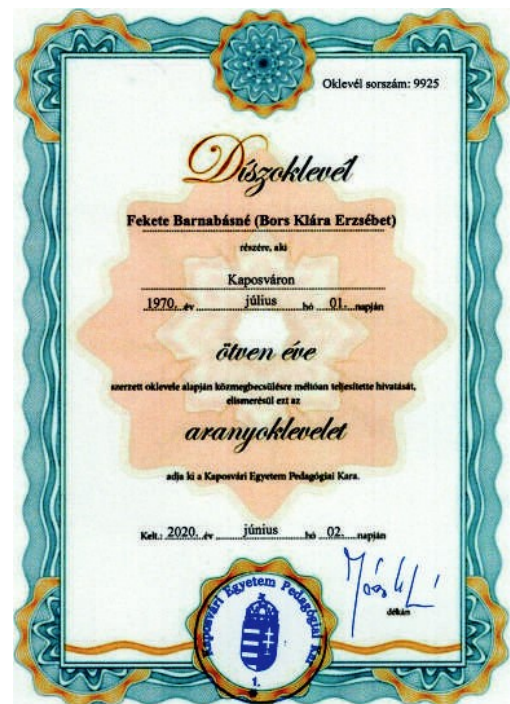 Oklevél sorszám: 9925
Díszoklevél
Fekete Barnabásné (Bors Klára Erzsébet)
részére, aki
Kaposváron
1970. év július hó 01. napján
ötven éve
szerzett oklevele alapján közmegbecsülésre méltóan teljesítette hivatását,
elismerésül ezt az
aranyoklevelet
adja ki a Kaposvári Egyetem Pedagógiai Kara.
Kelt.: 2020. év június hó 02. napján
dékán
Kaposvári Egyetem Pedagógiai Kar
1.